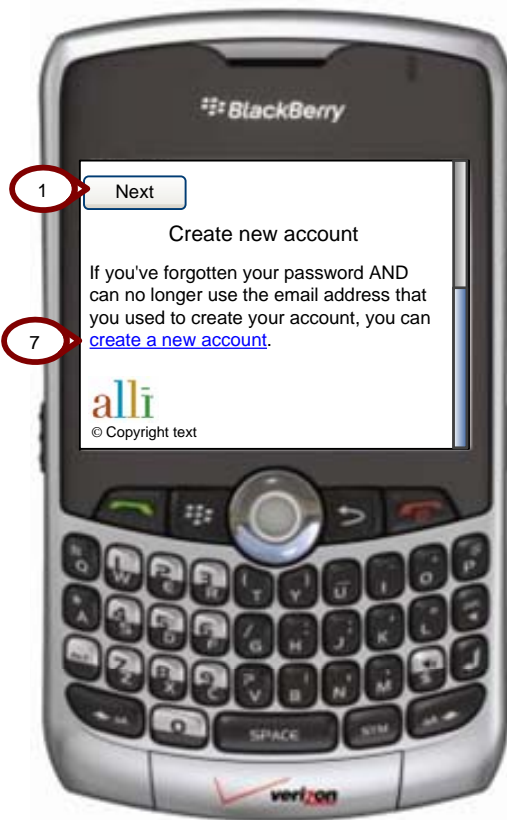 BlackBerry
1
Next
Create new account
If you've forgotten your password AND
can no longer use the email address that
you used to create your account, you can
7
create a new account.
allī
© Copyright text
Q W E R T Y U I O P
A S D F G H J K L
Z X C V B N M $
0 SPACE SYM
verizon